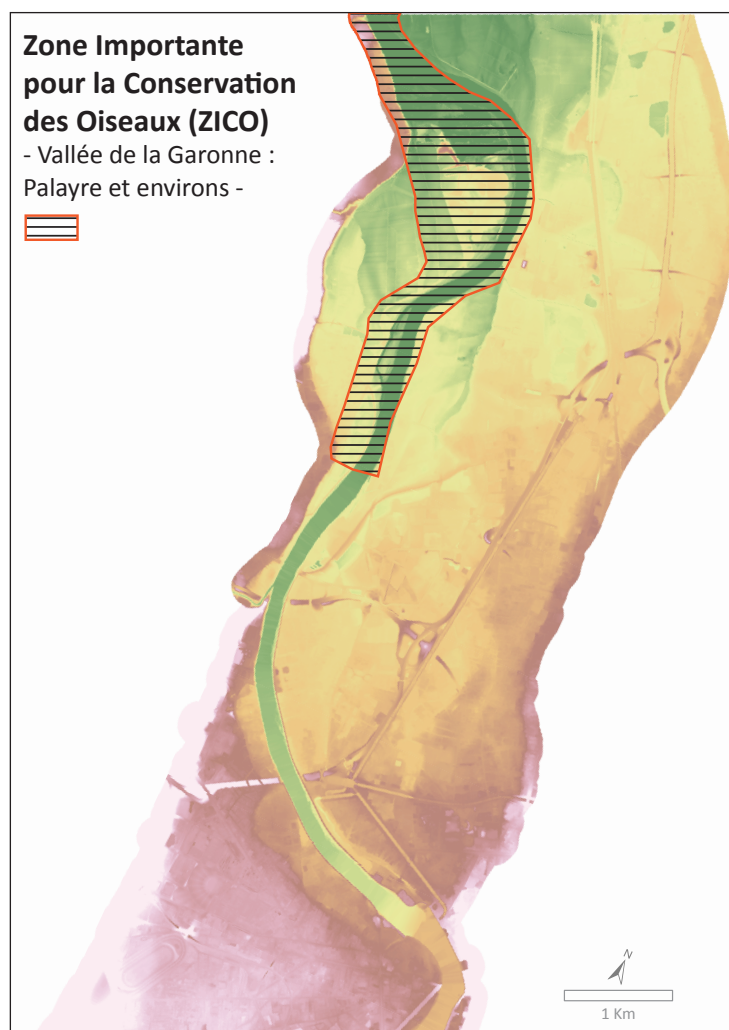 Zone Importante
pour la Conservation
des Oiseaux (ZICO)
- Vallée de la Garonne :
Palayre et environs -
N
1 Km